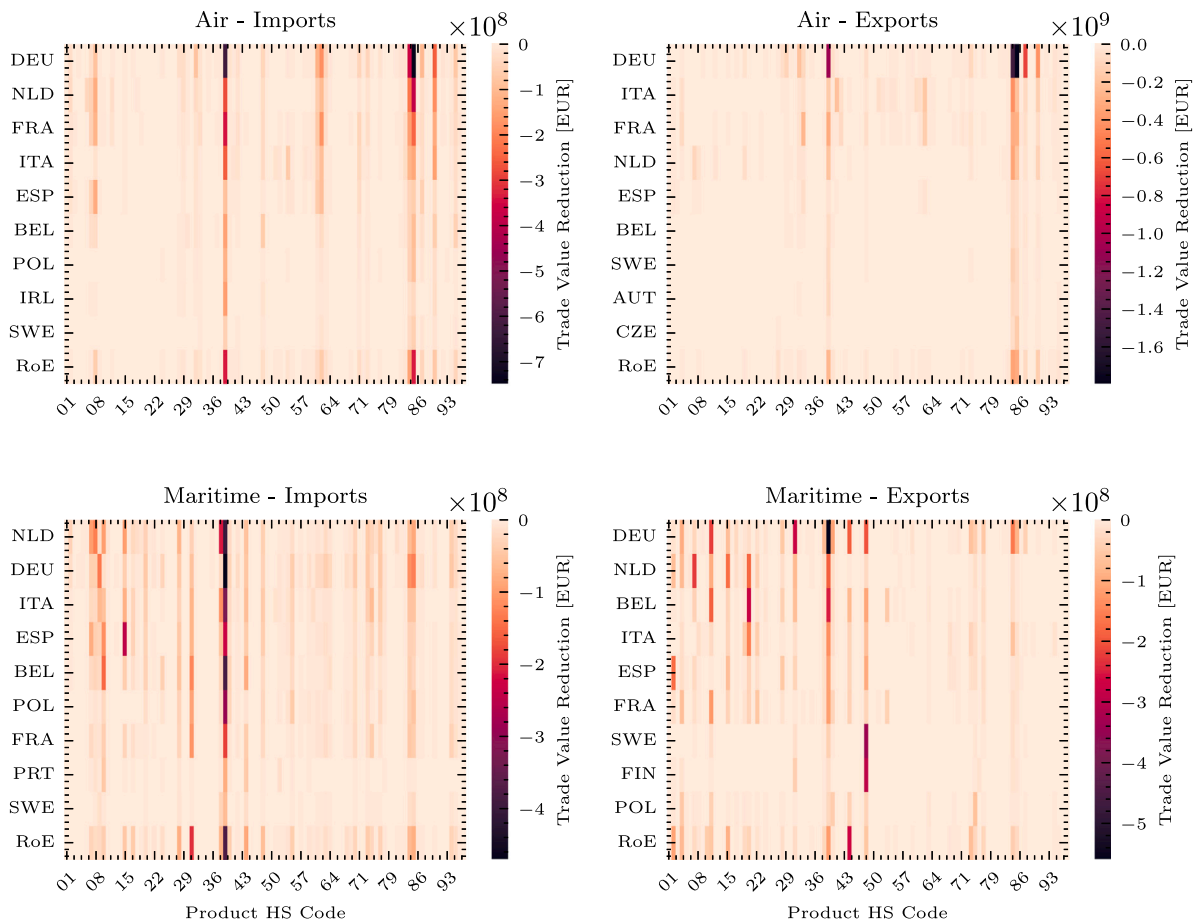 Air - Imports
×10⁸
DEU
NLD
FRA
ITA
ESP
BEL
POL
IRL
SWE
RoE
01 08 15 22 29 36 43 50 57 64 71 79 86 93
0
−1
−2
−3
−4
−5
−6
−7
Trade Value Reduction [EUR]
Air - Exports
×10⁹
DEU
ITA
FRA
NLD
ESP
BEL
SWE
AUT
CZE
RoE
01 08 15 22 29 36 43 50 57 64 71 79 86 93
0.0
−0.2
−0.4
−0.6
−0.8
−1.0
−1.2
−1.4
−1.6
Trade Value Reduction [EUR]
Maritime - Imports
×10⁸
NLD
DEU
ITA
ESP
BEL
POL
FRA
PRT
SWE
RoE
01 08 15 22 29 36 43 50 57 64 71 79 86 93
Product HS Code
0
−1
−2
−3
−4
Trade Value Reduction [EUR]
Maritime - Exports
×10⁸
DEU
NLD
BEL
ITA
ESP
FRA
SWE
FIN
POL
RoE
01 08 15 22 29 36 43 50 57 64 71 79 86 93
Product HS Code
0
−1
−2
−3
−4
−5
Trade Value Reduction [EUR]